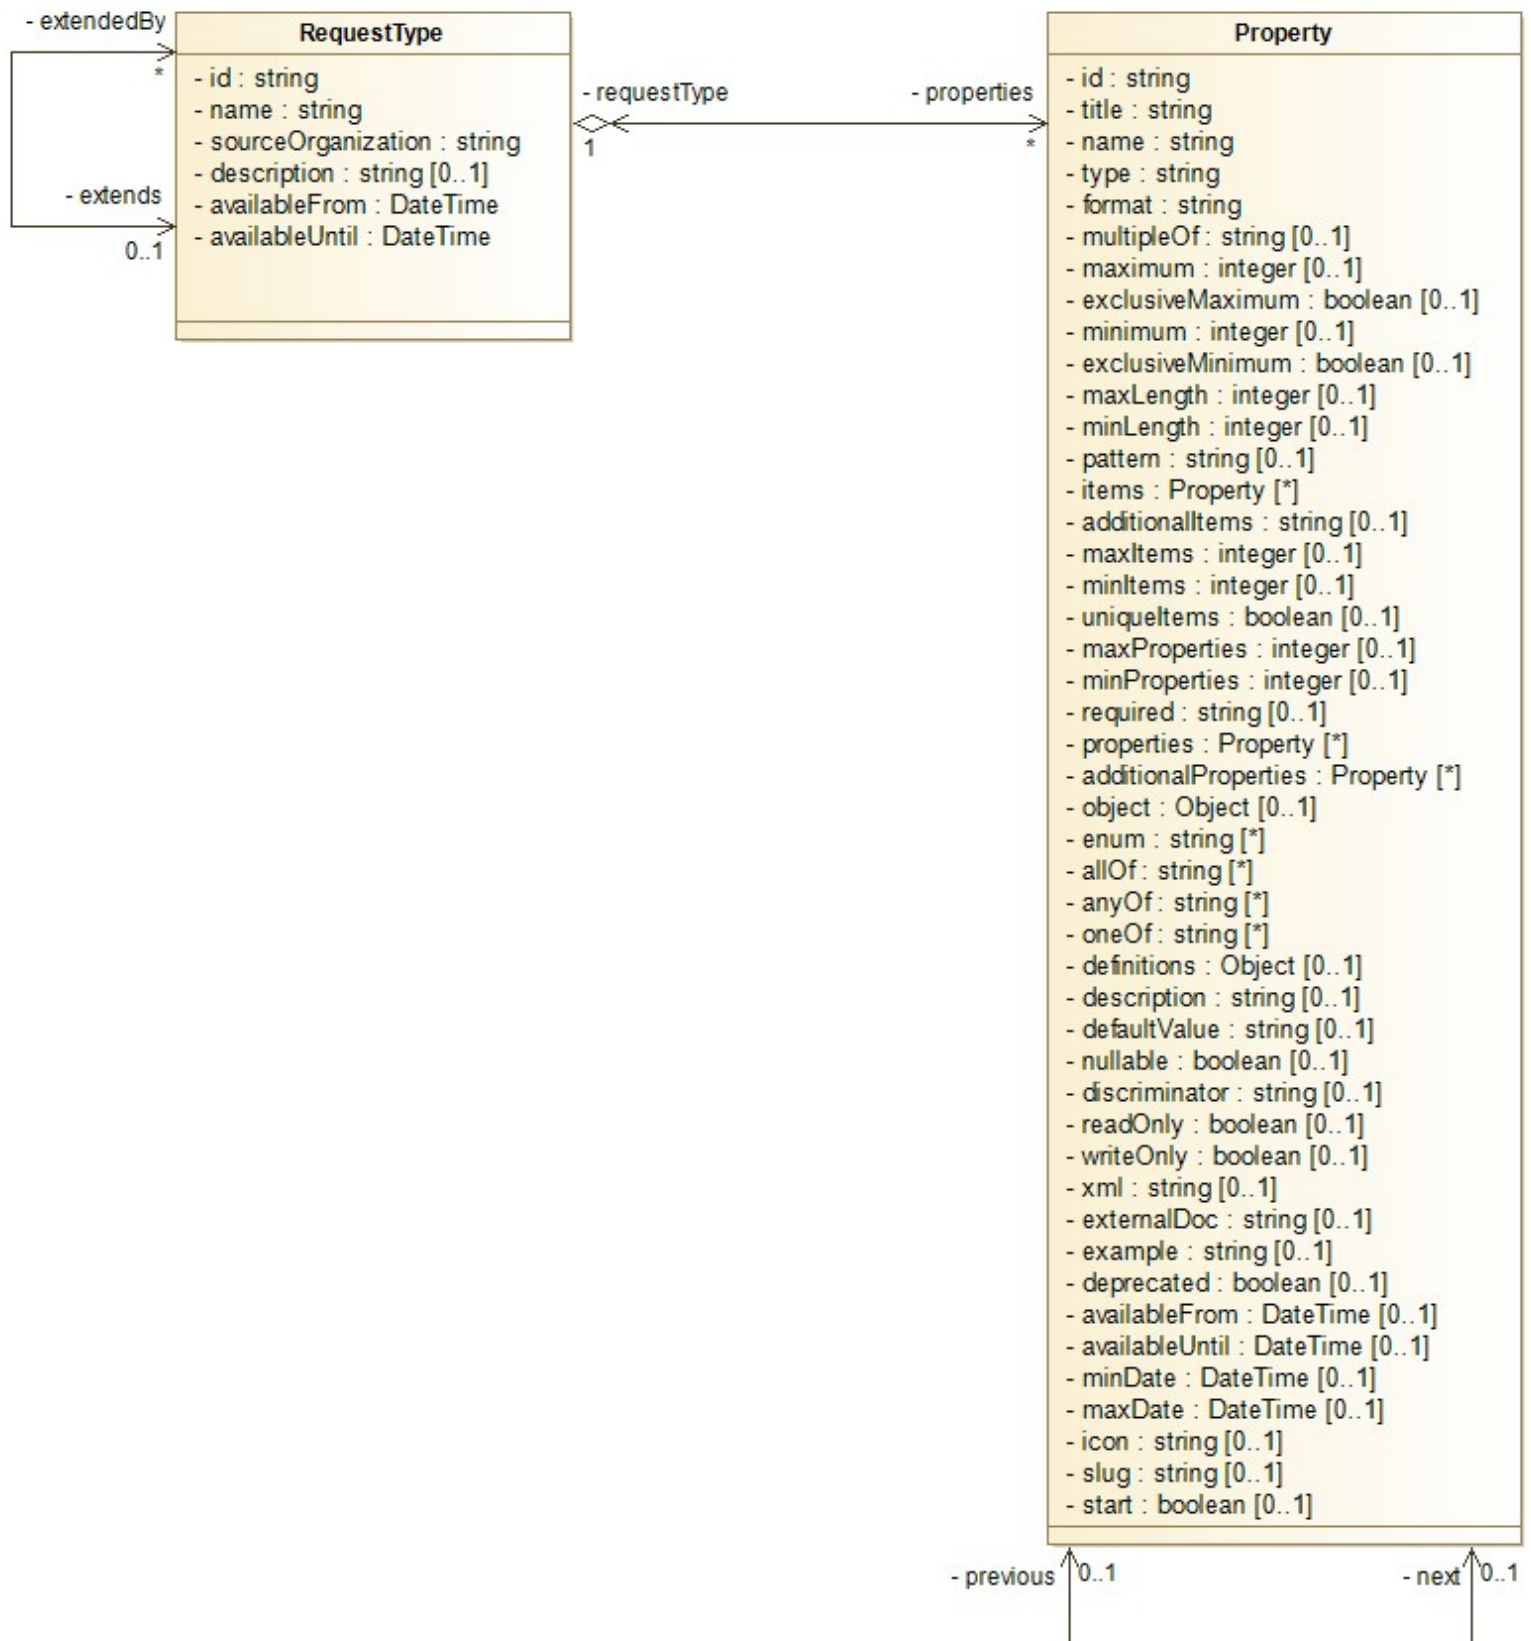 - extendedBy
*
- extends
0..1
RequestType
- id : string
- name : string
- sourceOrganization : string
- description : string [0..1]
- availableFrom : DateTime
- availableUntil : DateTime
- requestType
1
- properties
*
Property
- id : string
- title : string
- name : string
- type : string
- format : string
- multipleOf : string [0..1]
- maximum : integer [0..1]
- exclusiveMaximum : boolean [0..1]
- minimum : integer [0..1]
- exclusiveMinimum : boolean [0..1]
- maxLength : integer [0..1]
- minLength : integer [0..1]
- pattern : string [0..1]
- items : Property [*]
- additionalItems : string [0..1]
- maxItems : integer [0..1]
- minItems : integer [0..1]
- uniqueItems : boolean [0..1]
- maxProperties : integer [0..1]
- minProperties : integer [0..1]
- required : string [0..1]
- properties : Property [*]
- additionalProperties : Property [*]
- object : Object [0..1]
- enum : string [*]
- allOf : string [*]
- anyOf : string [*]
- oneOf : string [*]
- definitions : Object [0..1]
- description : string [0..1]
- defaultValue : string [0..1]
- nullable : boolean [0..1]
- discriminator : string [0..1]
- readOnly : boolean [0..1]
- writeOnly : boolean [0..1]
- xml : string [0..1]
- externalDoc : string [0..1]
- example : string [0..1]
- deprecated : boolean [0..1]
- availableFrom : DateTime [0..1]
- availableUntil : DateTime [0..1]
- minDate : DateTime [0..1]
- maxDate : DateTime [0..1]
- icon : string [0..1]
- slug : string [0..1]
- start : boolean [0..1]
- previous
0..1
- next
0..1